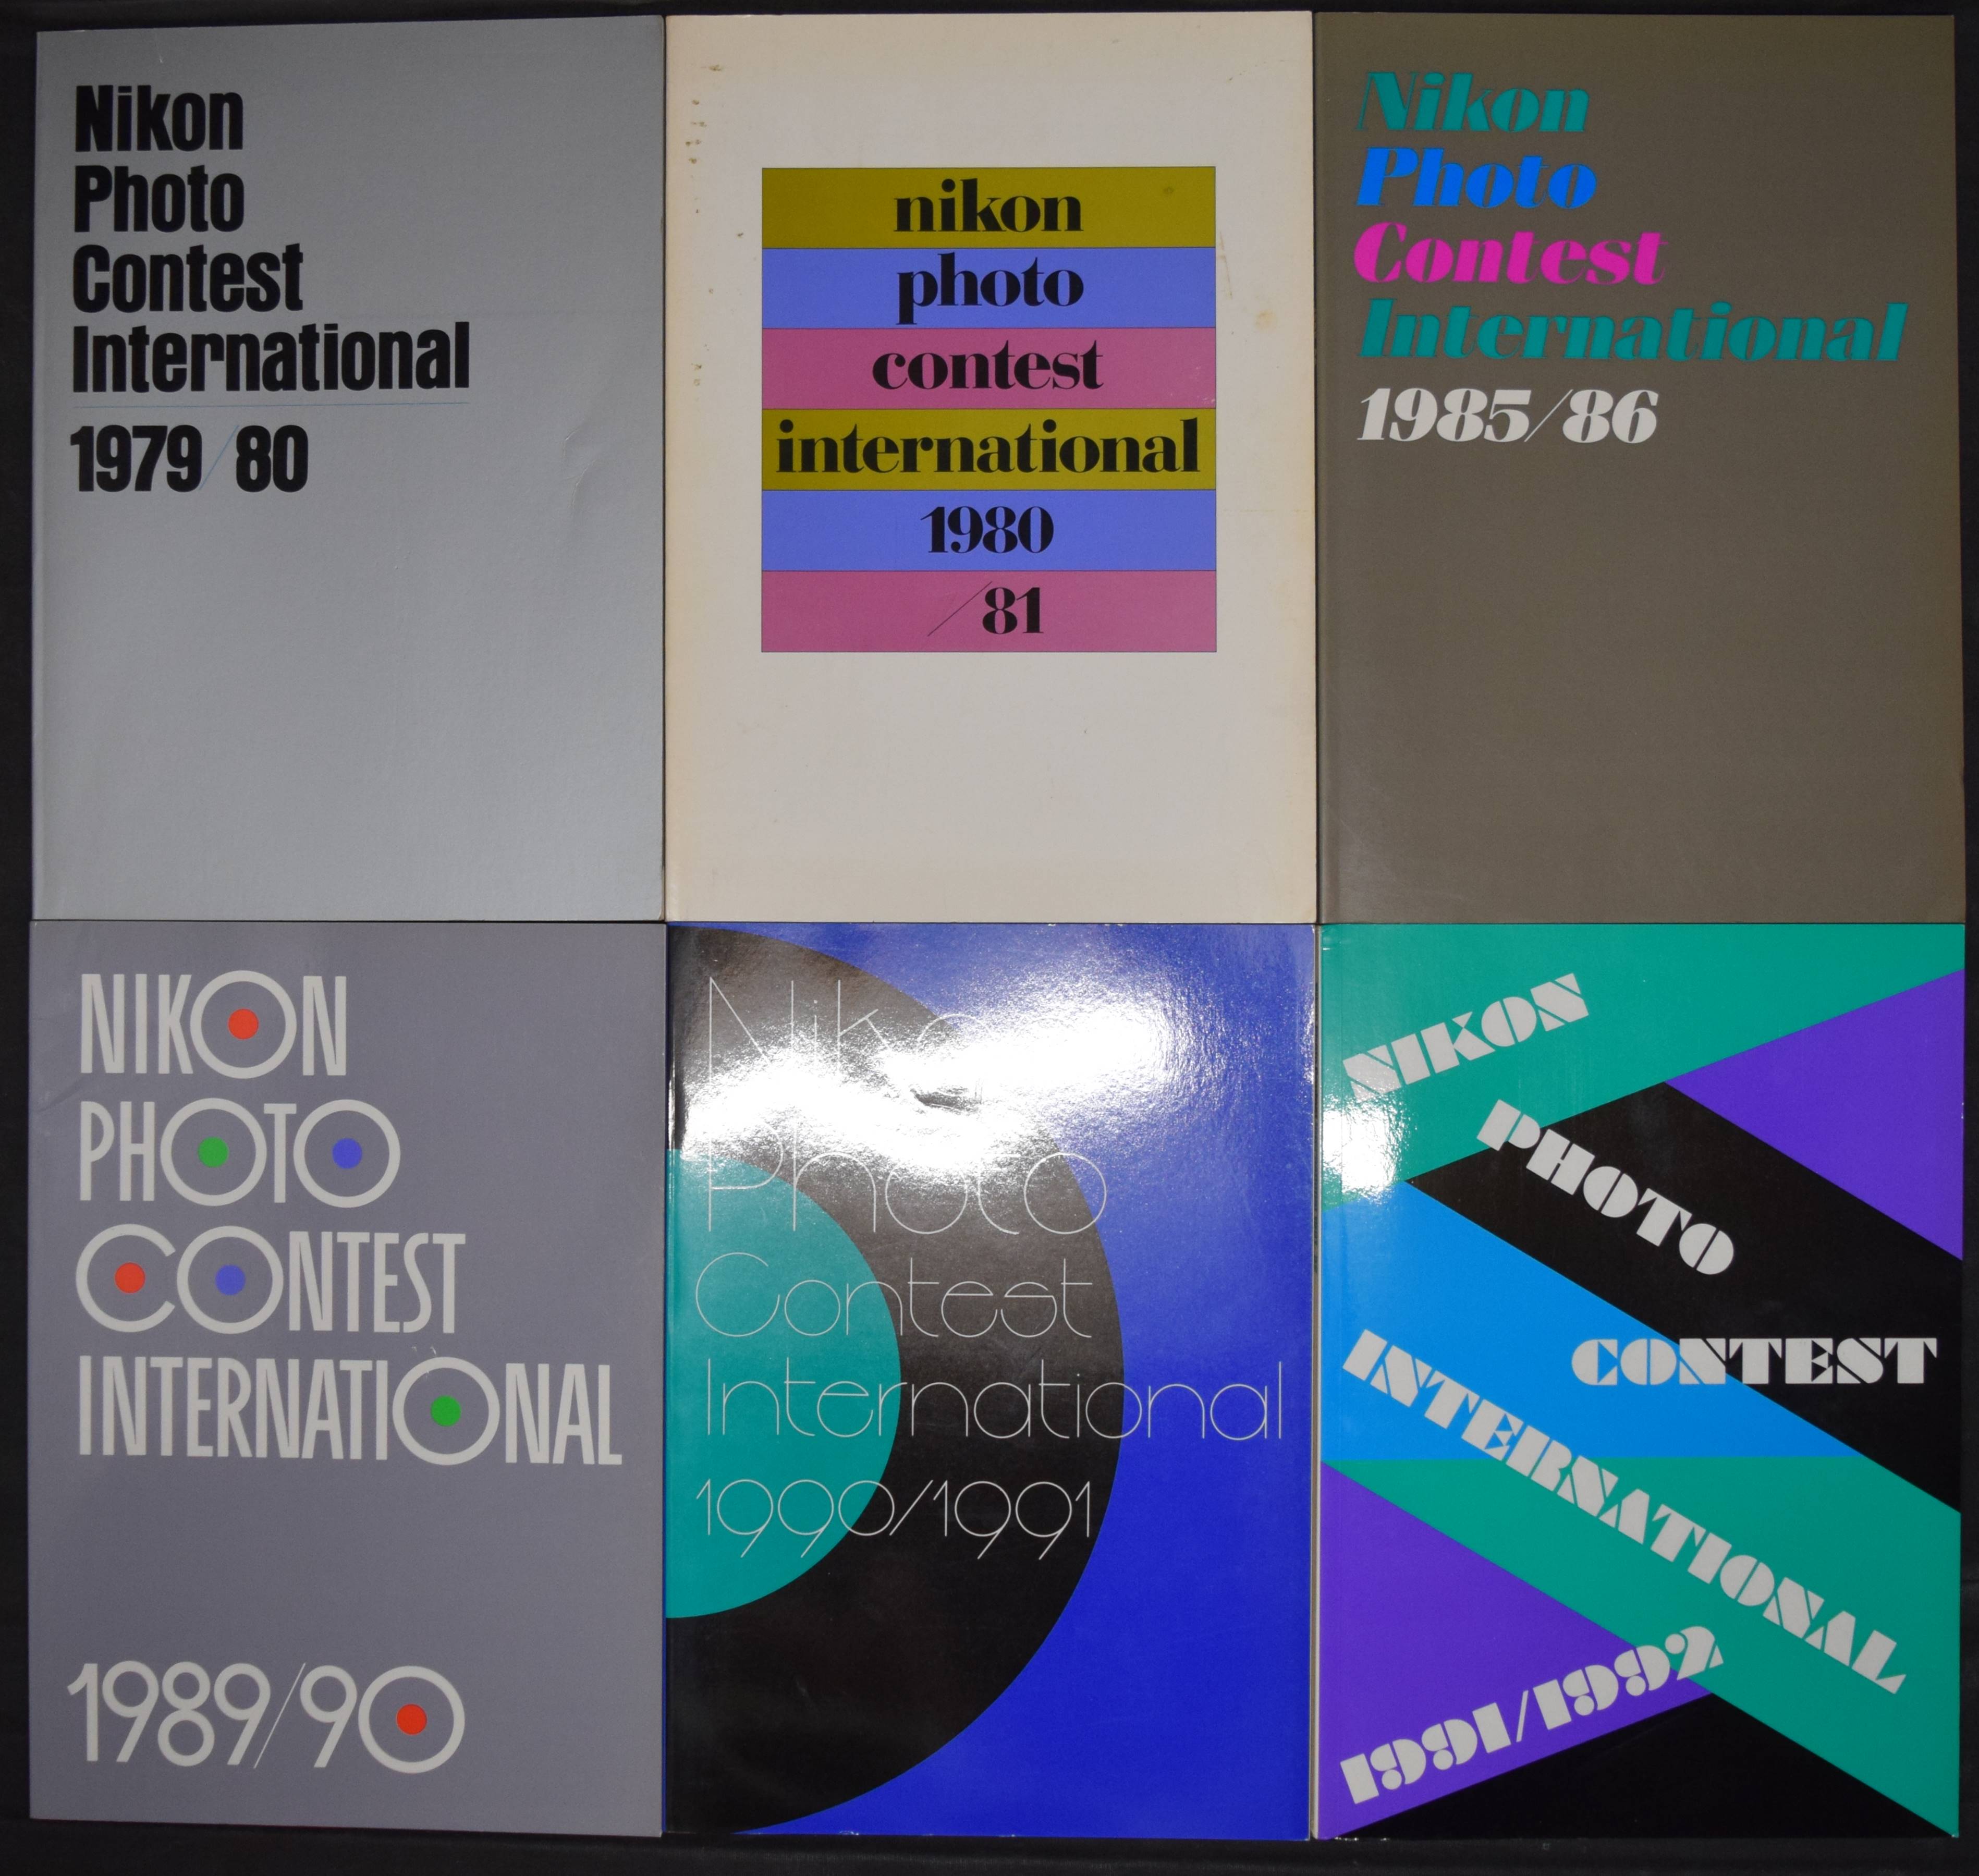 Nikon
Photo
Contest
International
1979/80
nikon
photo
contest
international
1980
/81
Nikon
Photo
Contest
International
1985/86
NIKON
PHOTO
CONTEST
INTERNATIONAL
1989/90
Nikon
Photo
Contest
International
1990/1991
NIKON
PHOTO
CONTEST
INTERNATIONAL
1991/1992